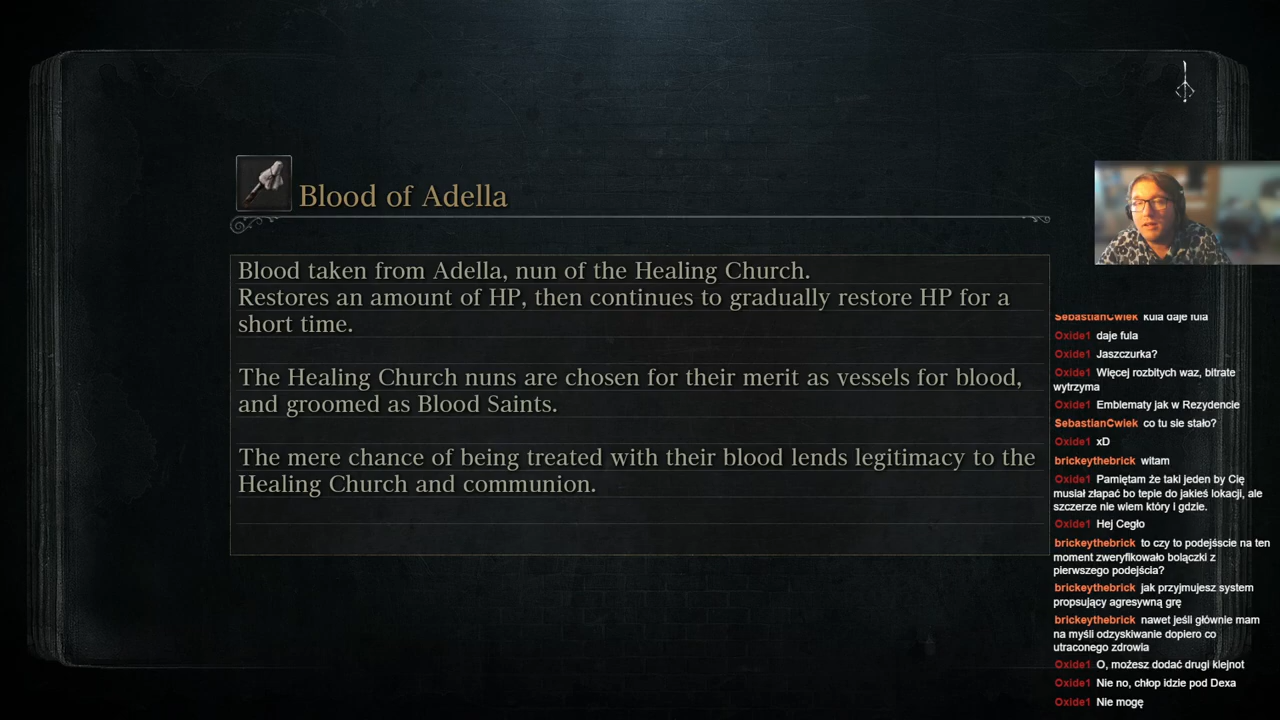 Blood of Adella
Blood taken from Adella, nun of the Healing Church.
Restores an amount of HP, then continues to gradually restore HP for a
short time.
The Healing Church nuns are chosen for their merit as vessels for blood,
and groomed as Blood Saints.
The mere chance of being treated with their blood lends legitimacy to the
Healing Church and communion.
SebastianCwiek kula daje fula
Oxide1 daje fula
Oxide1 Jaszczurka?
Oxide1 Więcej rozbitych waz, bitrate
wytrzyma
Oxide1 Emblematy jak w Rezydencie
SebastianCwiek co tu sie stało?
Oxide1 xD
brickeythebrick witam
Oxide1 Pamiętam że taki jeden by Cię
musiał złapać bo tepie do jakieś lokacji, ale
szczerze nie wiem który i gdzie.
Oxide1 Hej Cegło
brickeythebrick to czy to podejśscie na ten
moment zweryfikowało bolączki z
pierwszego podejścia?
brickeythebrick jak przyjmujesz system
propsujący agresywną grę
brickeythebrick nawet jeśli głównie mam
na myśli odzyskiwanie dopiero co
utraconego zdrowia
Oxide1 O, możesz dodać drugi klejnot
Oxide1 Nie no, chłop idzie pod Dexa
Oxide1 Nie mogę